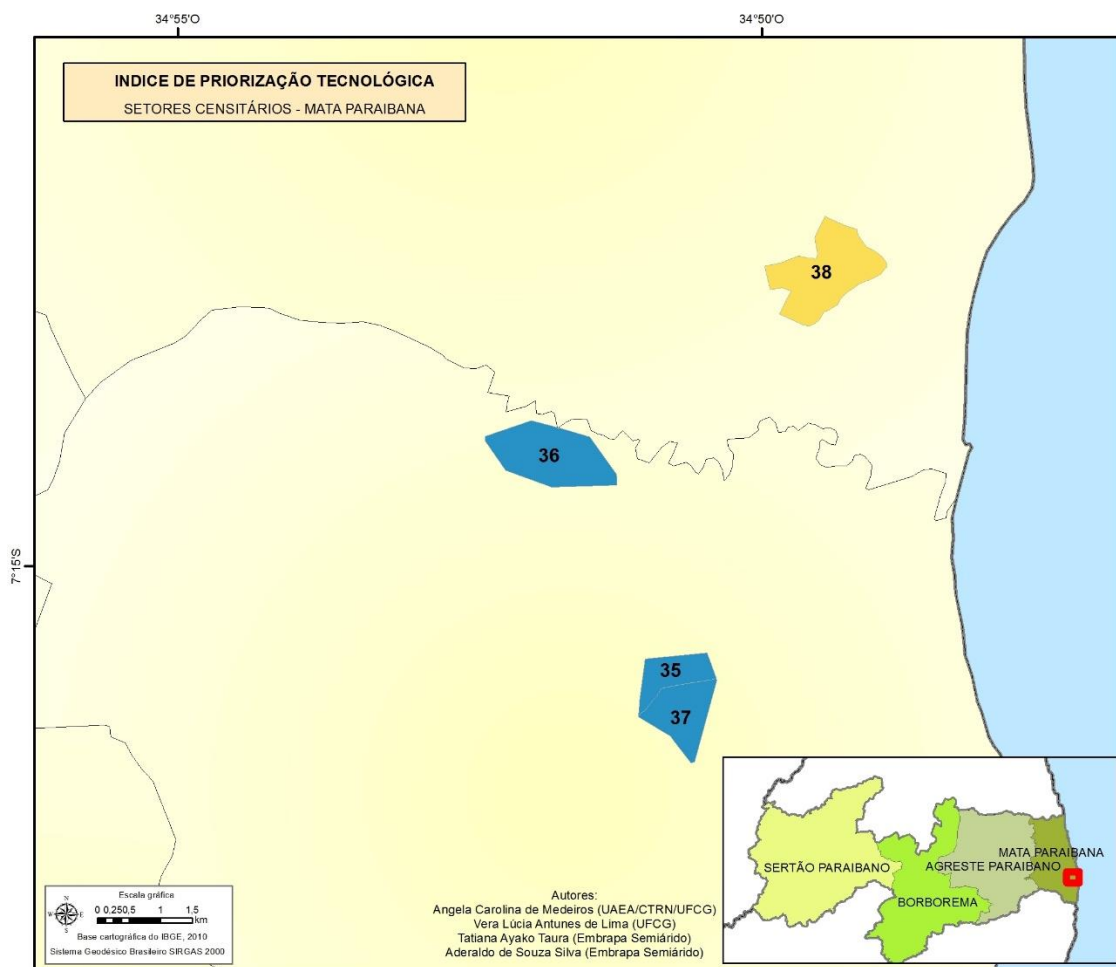 34°55'O
34°50'O
INDICE DE PRIORIZAÇÃO TECNOLÓGICA
SETORES CENSITÁRIOS - MATA PARAIBANA
38
36
7°15'S
35
37
MATA PARAIBANA
SERTÃO PARAIBANO
AGRESTE PARAIBANO
BORBOREMA
Escala gráfica
N
W
E
S
0 0,250,5 1 1,5
km
Base cartográfica do IBGE, 2010
Sistema Geodésico Brasileiro SIRGAS 2000
Autores:
Angela Carolina de Medeiros (UAEA/CTRN/UFCG)
Vera Lúcia Antunes de Lima (UFCG)
Tatiana Ayako Taura (Embrapa Semiárido)
Aderaldo de Souza Silva (Embrapa Semiárido)